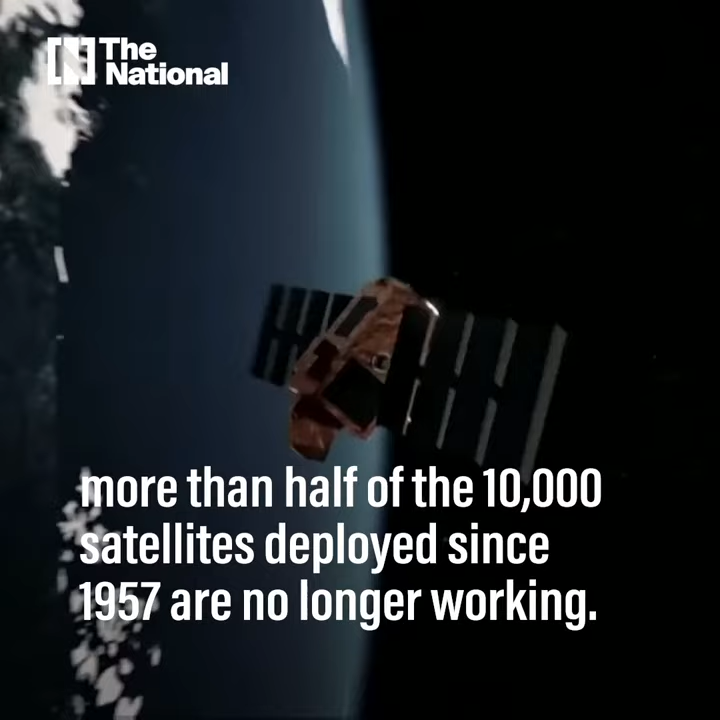 The
National
more than half of the 10,000
satellites deployed since
1957 are no longer working.